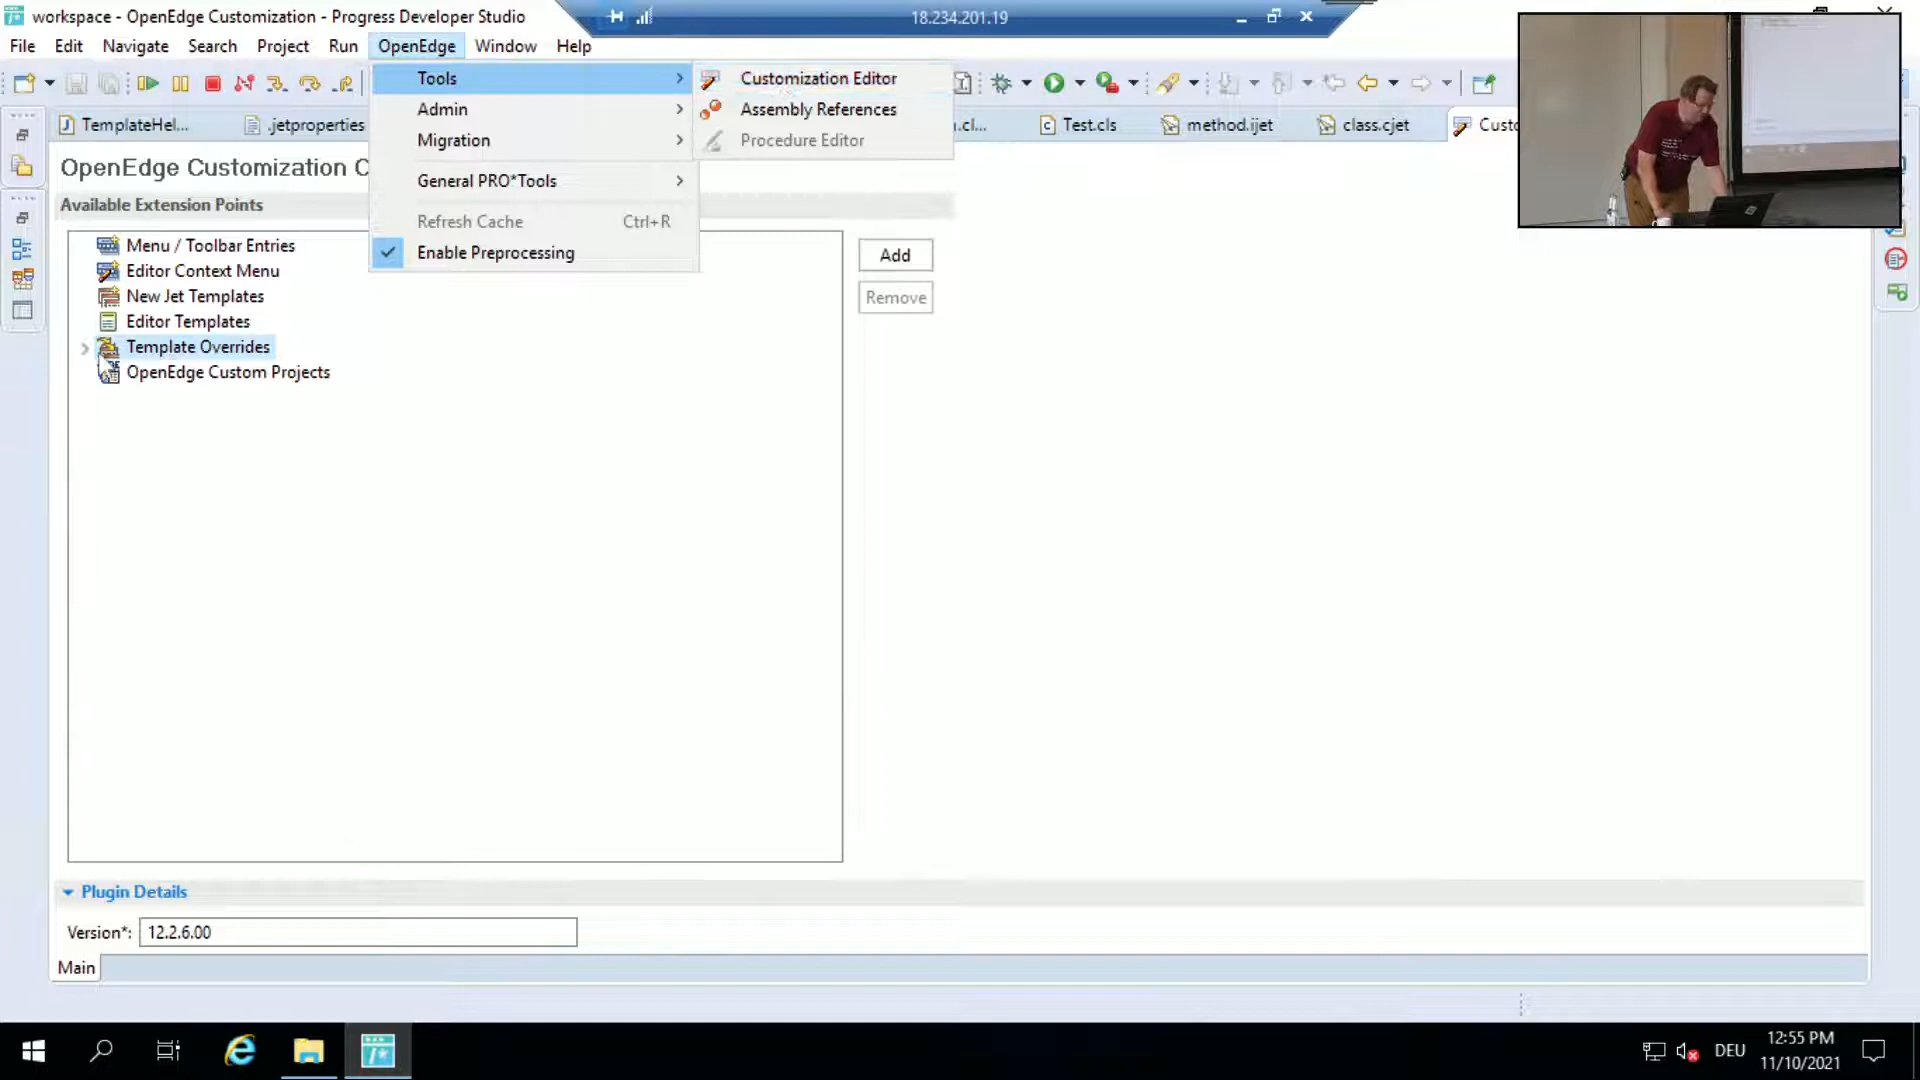 workspace - OpenEdge Customization - Progress Developer Studio
18.234.201.19
File Edit Navigate Search Project Run OpenEdge Window Help
Tools
Customization Editor
Admin
Assembly References
Migration
Procedure Editor
General PRO*Tools
Refresh Cache Ctrl+R
Enable Preprocessing
TemplateHel... .jetproperties .cl... Test.cls method.ijet class.cjet Custo
OpenEdge Customization C
Available Extension Points
Menu / Toolbar Entries
Editor Context Menu
New Jet Templates
Editor Templates
Template Overrides
OpenEdge Custom Projects
Add
Remove
Plugin Details
Version*: 12.2.6.00
Main
DEU
12:55 PM
11/10/2021